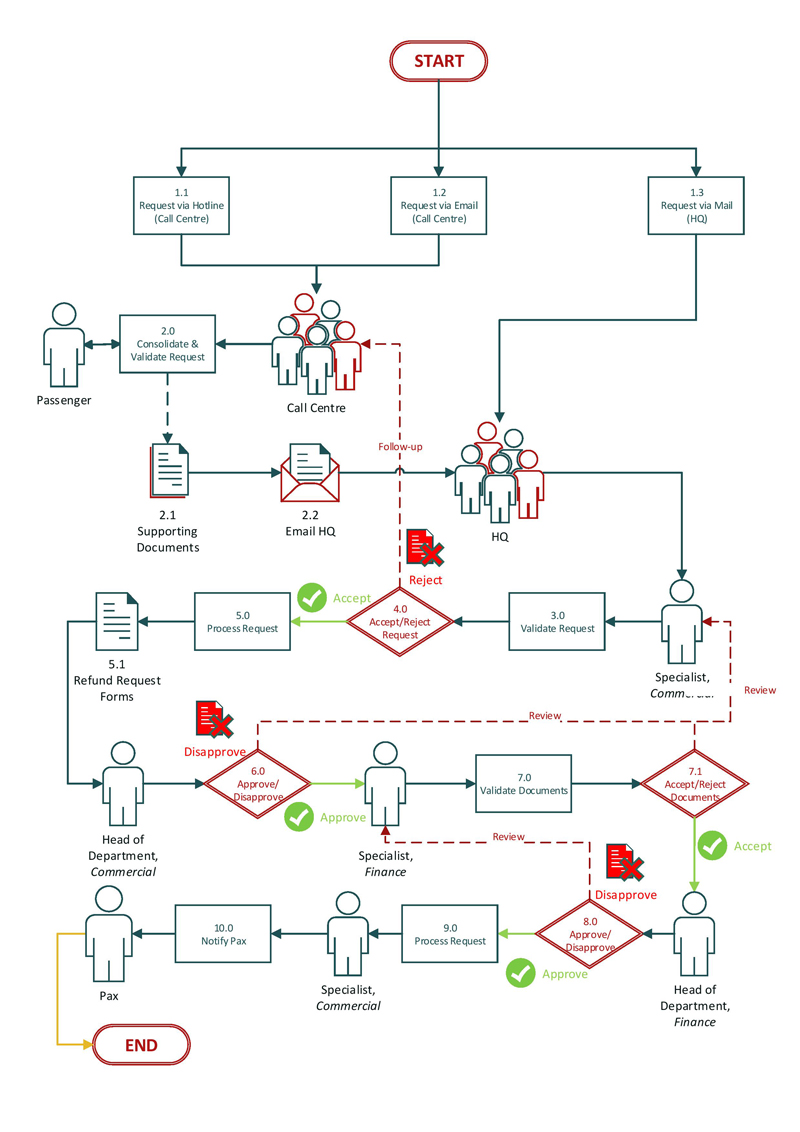 START
1.1
Request via Hotline
(Call Centre)
1.2
Request via Email
(Call Centre)
1.3
Request via Mail
(HQ)
2.0
Consolidate &
Validate Request
Passenger
Call Centre
Follow-up
2.1
Supporting
Documents
2.2
Email HQ
HQ
Reject
Accept
5.0
Process Request
4.0
Accept/Reject
Request
3.0
Validate Request
5.1
Refund Request
Forms
Specialist,
Commercial
Review
Review
Disapprove
6.0
Approve/
Disapprove
Approve
7.0
Validate Documents
7.1
Accept/Reject
Documents
Head of
Department,
Commercial
Specialist,
Finance
Review
Accept
Disapprove
10.0
Notify Pax
9.0
Process Request
8.0
Approve/
Disapprove
Approve
Pax
Specialist,
Commercial
Head of
Department,
Finance
END